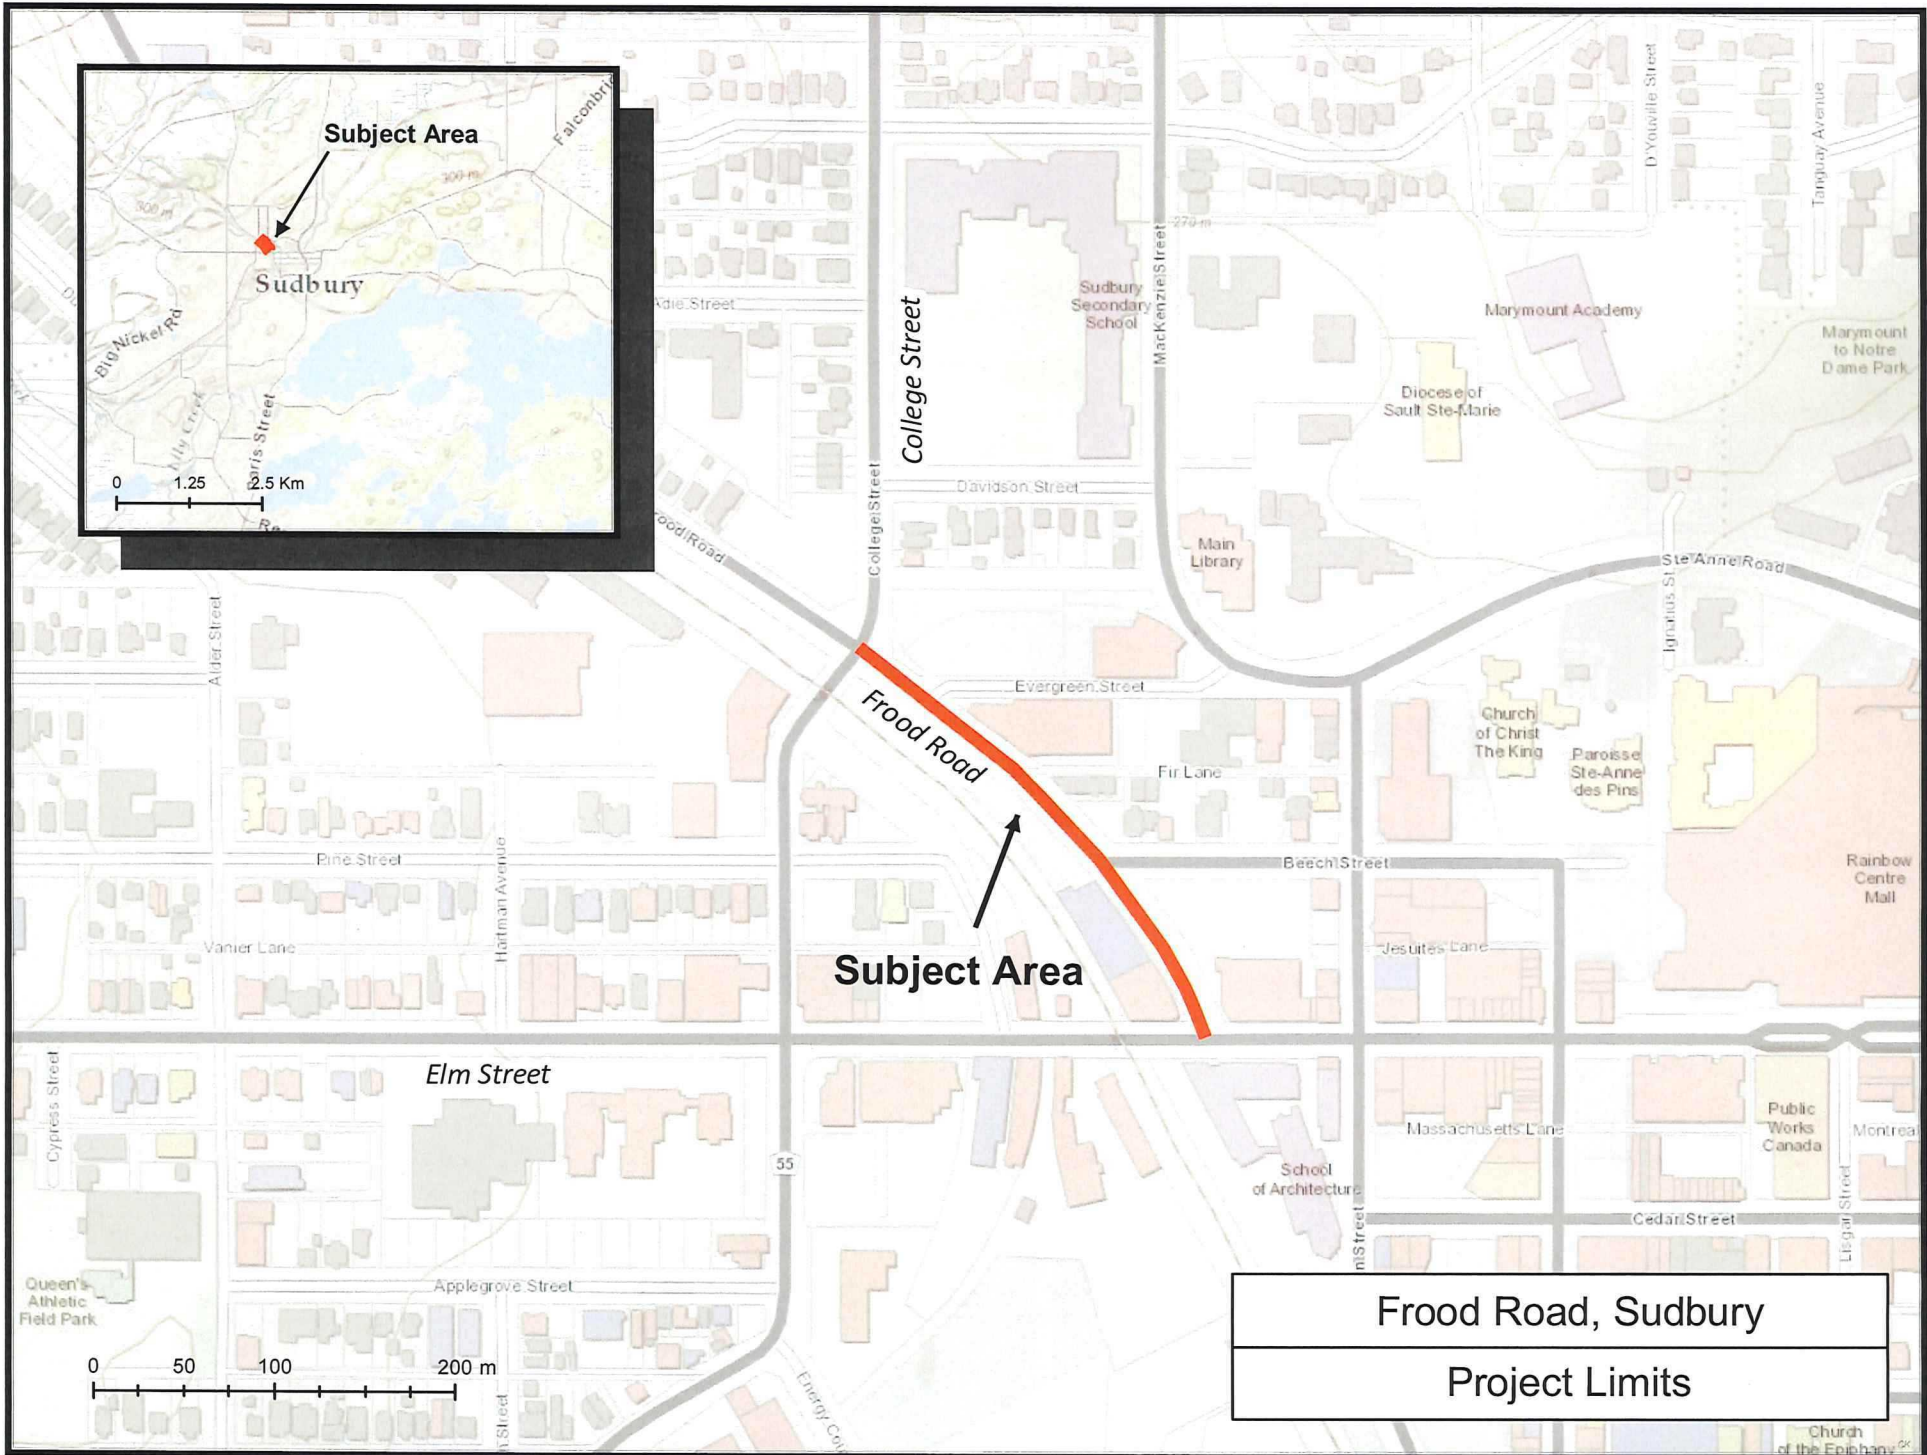 Subject Area
Falconbri
300 m
300 m
Sudbury
Big Nickel Rd
Paris Street
0 1.25 2.5 Km
D'Youville Street
Tanguay Avenue
270 m
Adie Street
College Street
Sudbury
Secondary
School
MacKenzie Street
Marymount Academy
Marymount
to Notre
Dame Park
Diocese of
Sault Ste-Marie
College Street
Davidson Street
ood Road
Main
Library
Ste Anne Road
Ignatius St
Alder Street
Evergreen Street
Frood Road
Fir Lane
Church
of Christ
The King
Paroisse
Ste-Anne
des Pins
Pine Street
Hartman Avenue
Beech Street
Rainbow
Centre
Mall
Vanier Lane
Jesuites Lane
Subject Area
Elm Street
Cypress Street
55
Massachusetts Lane
Public
Works
Canada
Montreal
School
of Architecture
Cedar Street
Lisgar Street
Applegrove Street
Queen's
Athletic
Field Park
0 50 100 200 m
Energy Cou
Frood Road, Sudbury
Project Limits
Church
of the Epiphany